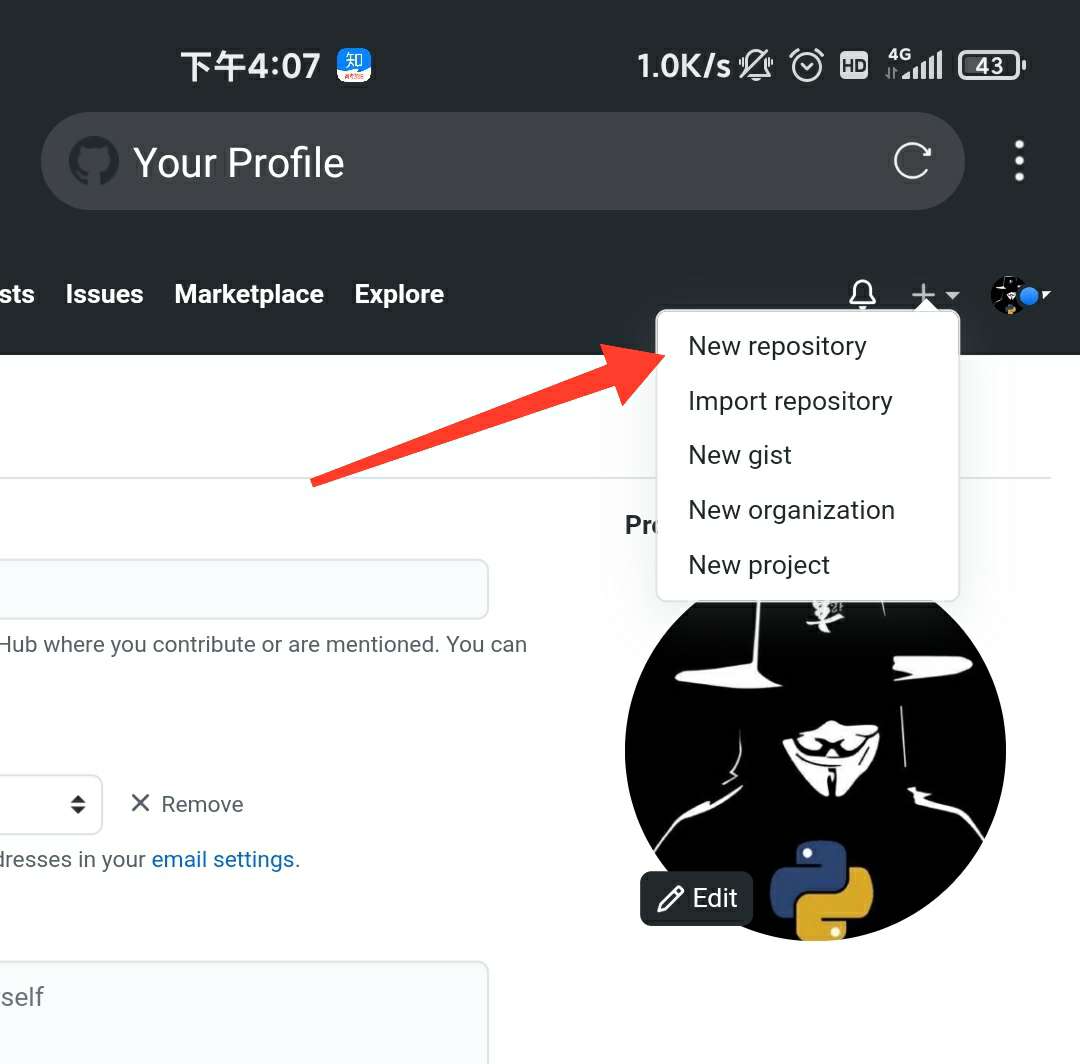 下午4:07 知
1.0K/s HD 4G 43
Your Profile
sts Issues Marketplace Explore
New repository
Import repository
New gist
New organization
Pro
New project
Hub where you contribute or are mentioned. You can
Remove
dresses in your email settings.
Edit
self